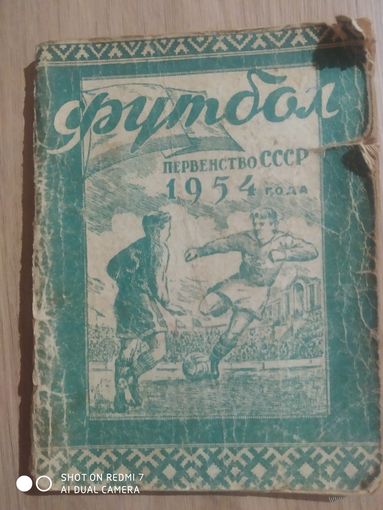 Футбол
ПЕРВЕНСТВО СССР
1954 ГОДА
SHOT ON REDMI 7
AI DUAL CAMERA